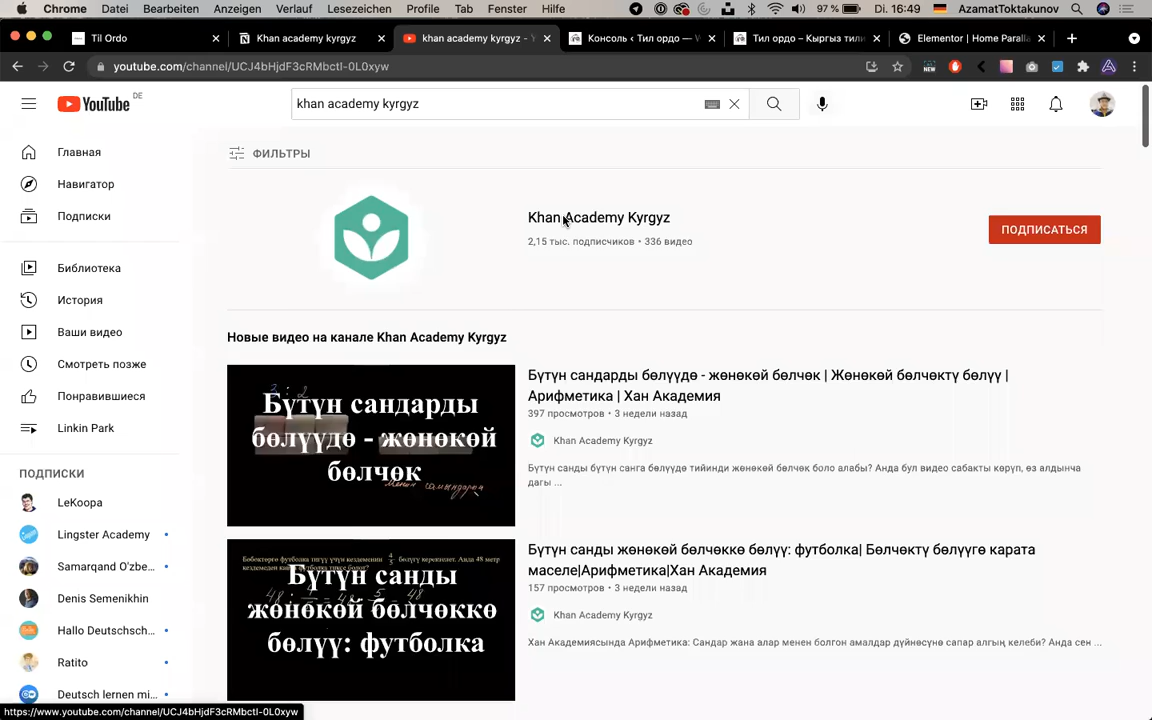 Chrome Datei Bearbeiten Anzeigen Verlauf Lesezeichen Profile Tab Fenster Hilfe 97 % Di. 16:49 AzamatToktakunov
Til Ordo Khan academy kyrgyz khan academy kyrgyz - Консоль ‹ Тил ордо — Тил ордо – Кыргыз тили Elementor | Home Paralla
youtube.com/channel/UCJ4bHjdF3cRMbctI-0L0xyw NEW
YouTube DE
khan academy kyrgyz
Главная
Навигатор
Подписки
Библиотека
История
Ваши видео
Смотреть позже
Понравившиеся
Linkin Park
ПОДПИСКИ
LeKoopa
Lingster Academy
Samarqand O'zbe...
Denis Semenikhin
Hallo Deutschsch...
Ratito
Deutsch lernen mi...
https://www.youtube.com/channel/UCJ4bHjdF3cRMbctI-0L0xyw
ФИЛЬТРЫ
Khan Academy Kyrgyz
2,15 тыс. подписчиков • 336 видео
ПОДПИСАТЬСЯ
Новые видео на канале Khan Academy Kyrgyz
3 : 2
Бүтүн сандарды
бөлүүдө - жөнөкөй
бөлчөк
Бүтүн сандарды бөлүүдө - жөнөкөй бөлчөк | Жөнөкөй бөлчөктү бөлүү |
Арифметика | Хан Академия
397 просмотров • 3 недели назад
Khan Academy Kyrgyz
Бүтүн санды бүтүн санга бөлүүдө тийинди жөнөкөй бөлчөк боло алабы? Анда бул видео сабакты көрүп, өз алдынча
дагы ...
Бүтүн санды
жөнөкөй бөлчөккө
бөлүү: футболка
Бүтүн санды жөнөкөй бөлчөккө бөлүү: футболка| Бөлчөктү бөлүүгө карата
маселе|Арифметика|Хан Академия
157 просмотров • 3 недели назад
Khan Academy Kyrgyz
Хан Академиясында Арифметика: Сандар жана алар менен болгон амалдар дүйнөсүнө сапар алгың келеби? Анда сен ...